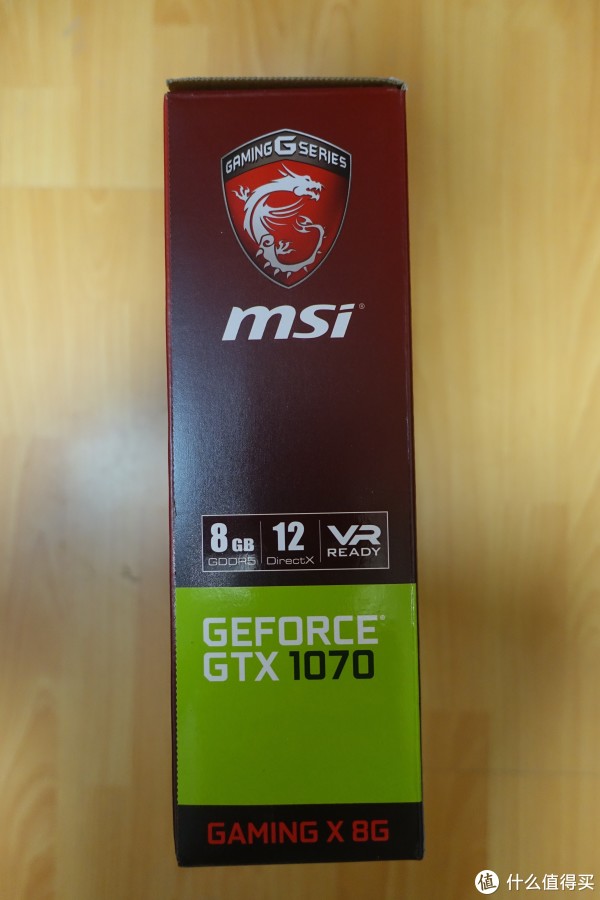 GAMING G SERIES
msi®
8 GB 12 VR
GDDR5 DirectX READY
GEFORCE®
GTX 1070
GAMING X 8G
值 什么值得买